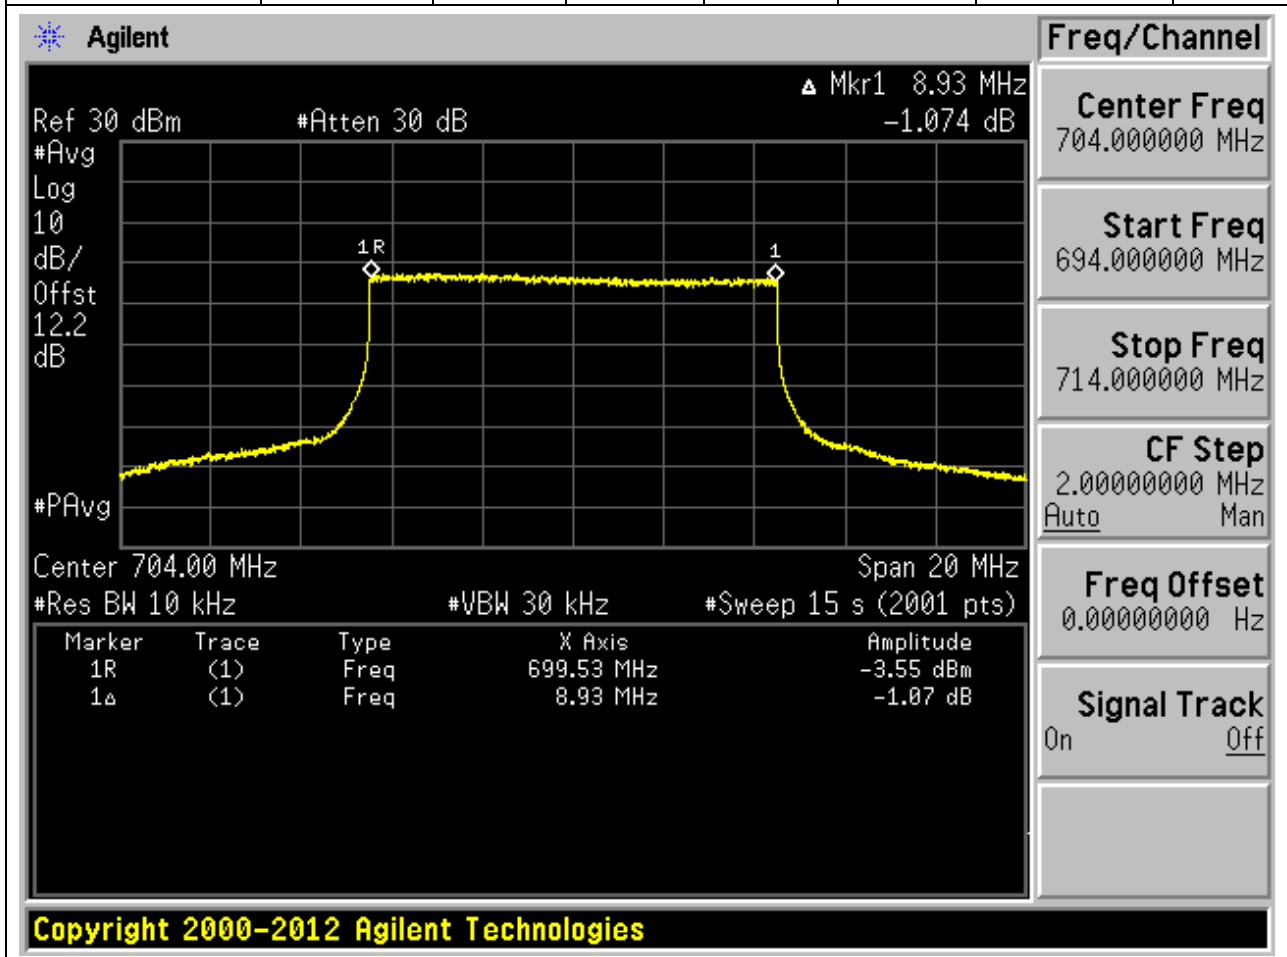 Agilent
Freq/Channel
Δ Mkr1 8.93 MHz
Ref 30 dBm #Atten 30 dB -1.074 dB
#Avg
Log
10
dB/
Offst
12.2
dB
#PAvg
1R
1
Center 704.00 MHz Span 20 MHz
#Res BW 10 kHz #VBW 30 kHz #Sweep 15 s (2001 pts)
Marker Trace Type X Axis Amplitude
1R (1) Freq 699.53 MHz -3.55 dBm
1Δ (1) Freq 8.93 MHz -1.07 dB
Center Freq
704.000000 MHz
Start Freq
694.000000 MHz
Stop Freq
714.000000 MHz
CF Step
2.00000000 MHz
Auto Man
Freq Offset
0.00000000 Hz
Signal Track
On Off
Copyright 2000-2012 Agilent Technologies